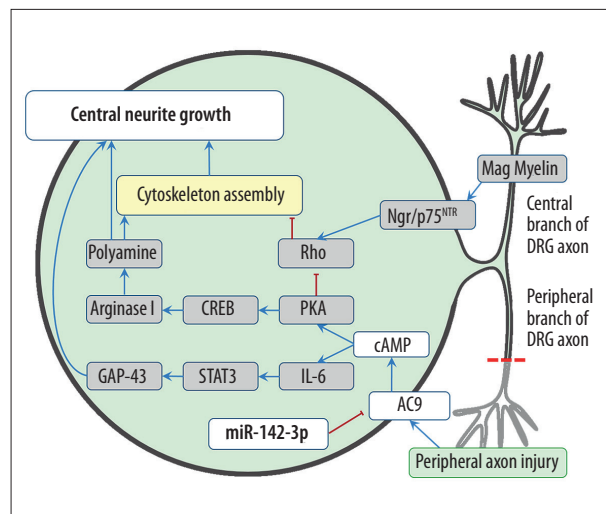 Central neurite growth
Mag Myelin
Cytoskeleton assembly
Ngr/p75NTR
Central
branch of
DRG axon
Polyamine
Rho
Arginase I
CREB
PKA
Peripheral
branch of
DRG axon
cAMP
GAP-43
STAT3
IL-6
AC9
miR-142-3p
Peripheral axon injury